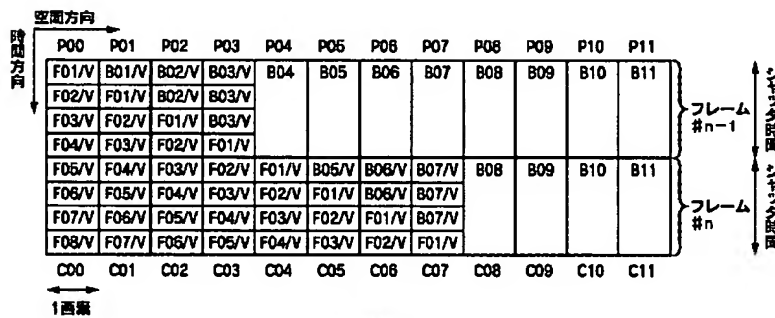 空間方向
時間方向
P00 P01 P02 P03 P04 P05 P06 P07 P08 P09 P10 P11
F01/V B01/V B02/V B03/V B04 B05 B06 B07 B08 B09 B10 B11
F02/V F01/V B02/V B03/V
F03/V F02/V F01/V B03/V
F04/V F03/V F02/V F01/V
フレーム
#n-1
F05/V F04/V F03/V F02/V F01/V B05/V B06/V B07/V B08 B09 B10 B11
F06/V F05/V F04/V F03/V F02/V F01/V B06/V B07/V
F07/V F06/V F05/V F04/V F03/V F02/V F01/V B07/V
F08/V F07/V F06/V F05/V F04/V F03/V F02/V F01/V
フレーム
#n
C00 C01 C02 C03 C04 C05 C06 C07 C08 C09 C10 C11
1画素